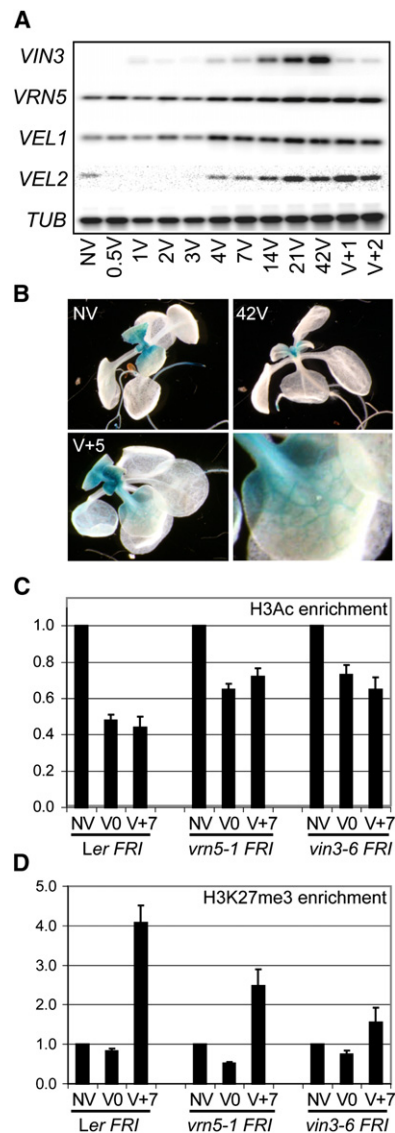 A
VIN3
VRN5
VEL1
VEL2
TUB
NV 0.5V 1V 2V 3V 4V 7V 14V 21V 42V V+1 V+2
B
NV 42V
V+5
C
H3Ac enrichment
1.0
0.8
0.6
0.4
0.2
0.0
NV V0 V+7 NV V0 V+7 NV V0 V+7
Ler FRI vrn5-1 FRI vin3-6 FRI
D
H3K27me3 enrichment
5.0
4.0
3.0
2.0
1.0
0.0
NV V0 V+7 NV V0 V+7 NV V0 V+7
Ler FRI vrn5-1 FRI vin3-6 FRI